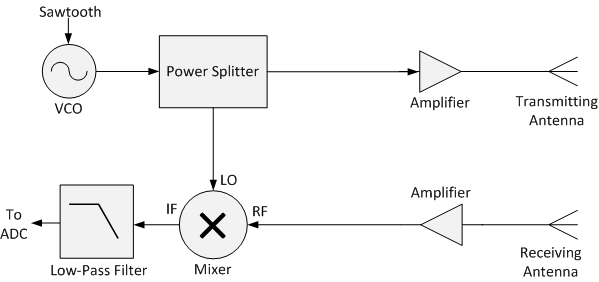 Sawtooth
VCO
Power Splitter
Amplifier
Transmitting
Antenna
LO
IF
RF
Amplifier
To
ADC
Low-Pass Filter
Mixer
Receiving
Antenna